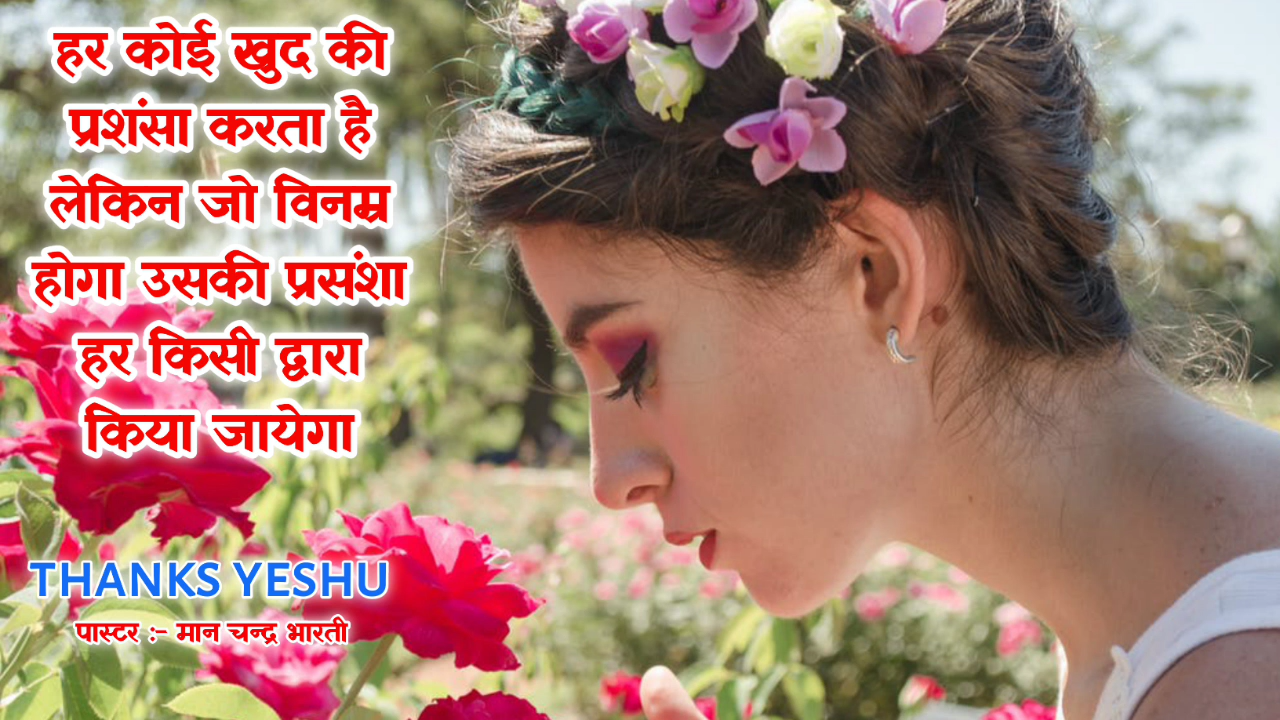 हर कोई खुद की
प्रशंसा करता है
लेकिन जो विनम्र
होगा उसकी प्रसंशा
हर किसी द्वारा
किया जायेगा
THANKS YESHU
पास्टर :- मान चन्द्र भारती